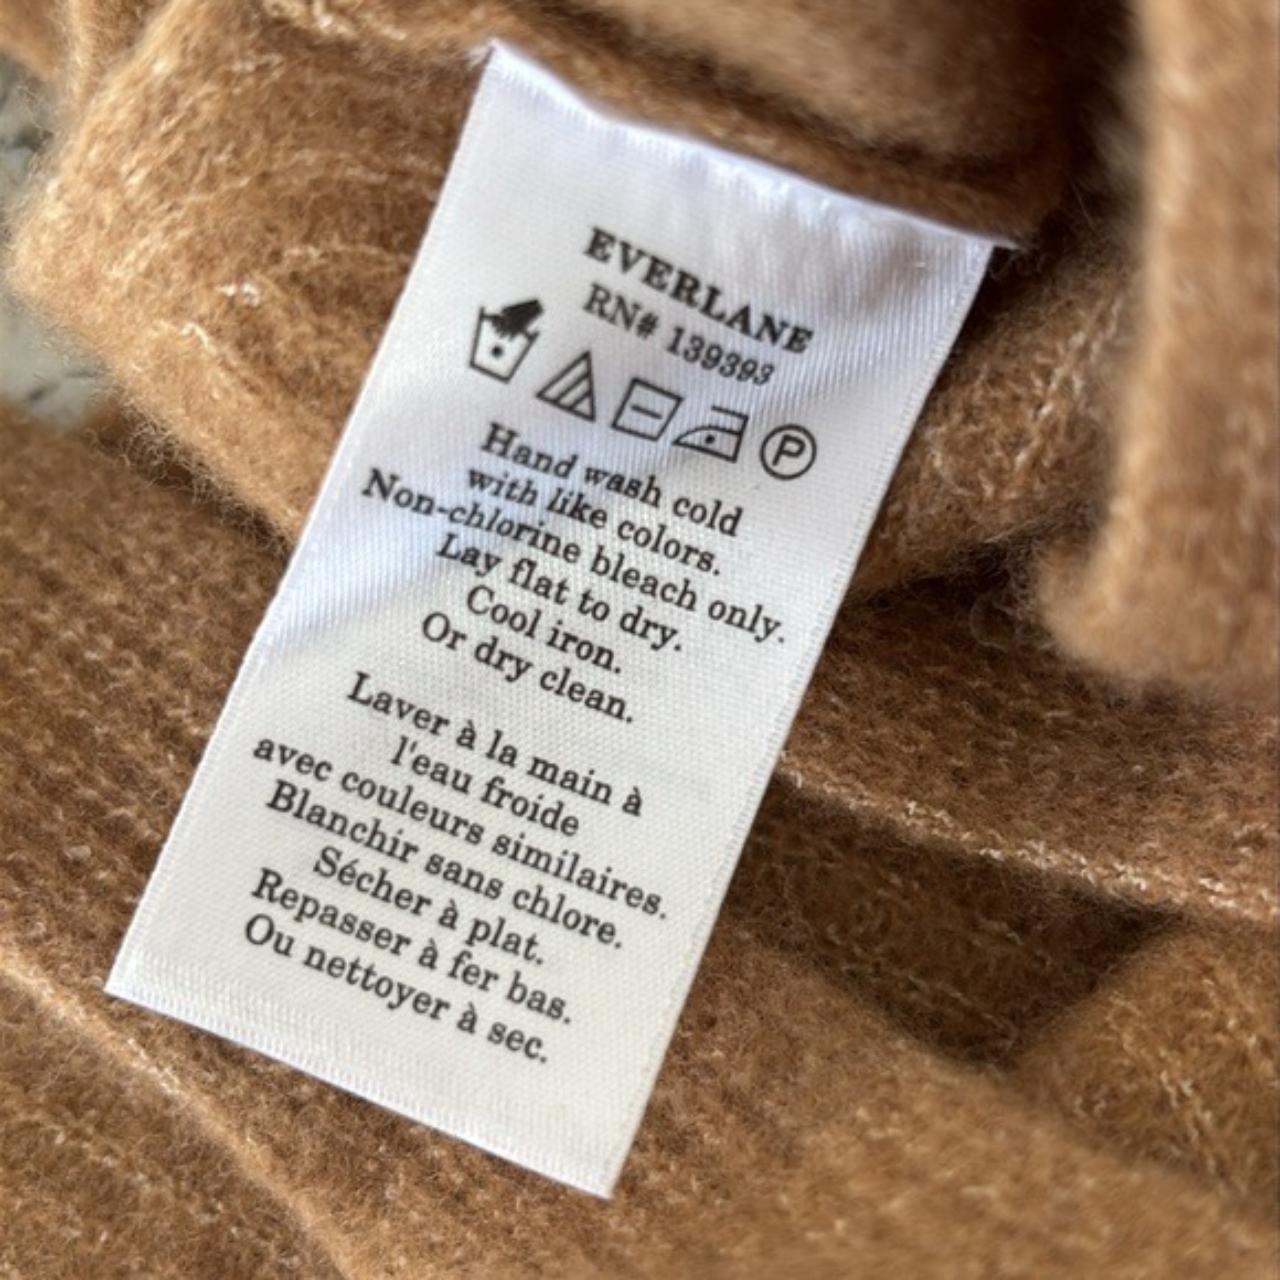 EVERLANE
RN# 139393
P
Hand wash cold
with like colors.
Non-chlorine bleach only.
Lay flat to dry.
Cool iron.
Or dry clean.
Laver à la main à
l'eau froide
avec couleurs similaires.
Blanchir sans chlore.
Sécher à plat.
Repasser à fer bas.
Ou nettoyer à sec.